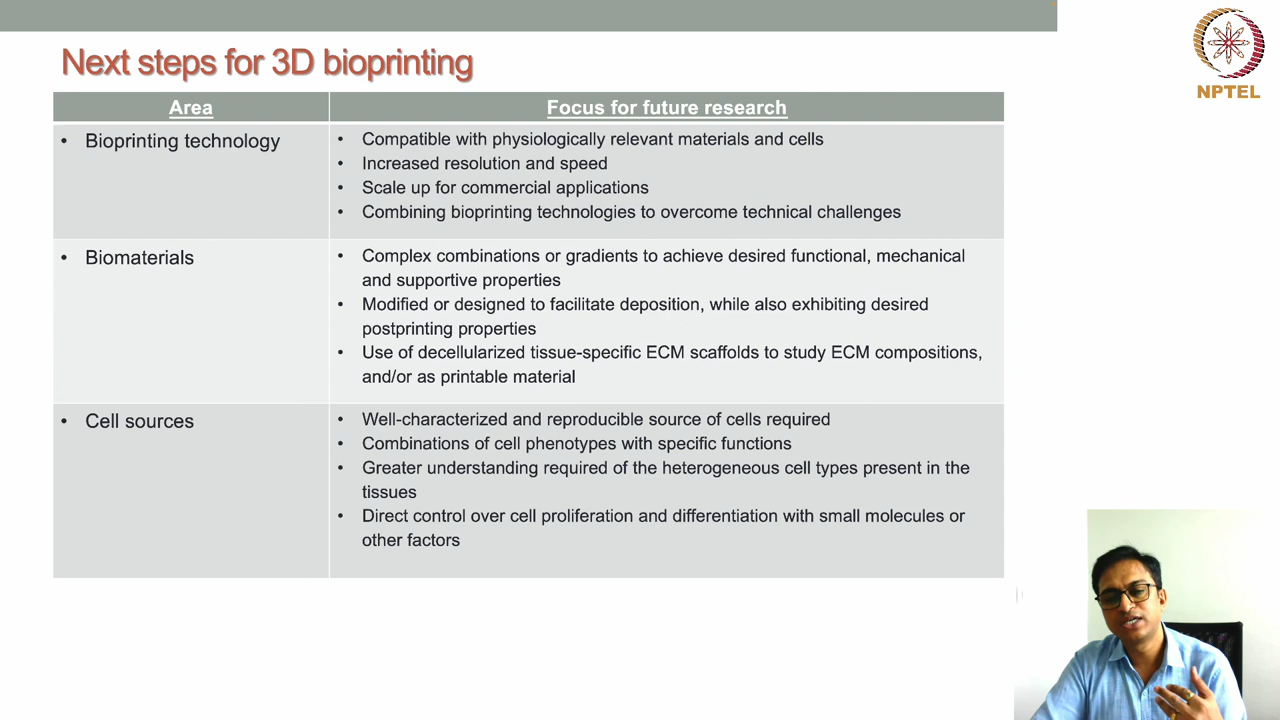 Next steps for 3D bioprinting
NPTEL
Area
Focus for future research
• Bioprinting technology
• Compatible with physiologically relevant materials and cells
• Increased resolution and speed
• Scale up for commercial applications
• Combining bioprinting technologies to overcome technical challenges
• Biomaterials
• Complex combinations or gradients to achieve desired functional, mechanical
and supportive properties
• Modified or designed to facilitate deposition, while also exhibiting desired
postprinting properties
• Use of decellularized tissue-specific ECM scaffolds to study ECM compositions,
and/or as printable material
• Cell sources
• Well-characterized and reproducible source of cells required
• Combinations of cell phenotypes with specific functions
• Greater understanding required of the heterogeneous cell types present in the
tissues
• Direct control over cell proliferation and differentiation with small molecules or
other factors